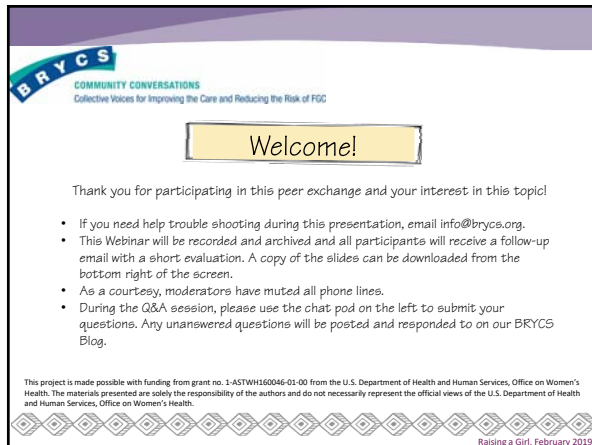 BRYCS
COMMUNITY CONVERSATIONS
Collective Voices for Improving the Care and Reducing the Risk of FGC
Welcome!
Thank you for participating in this peer exchange and your interest in this topic!
• If you need help trouble shooting during this presentation, email info@brycs.org.
• This Webinar will be recorded and archived and all participants will receive a follow-up
email with a short evaluation. A copy of the slides can be downloaded from the
bottom right of the screen.
• As a courtesy, moderators have muted all phone lines.
• During the Q&A session, please use the chat pod on the left to submit your
questions. Any unanswered questions will be posted and responded to on our BRYCS
Blog.
This project is made possible with funding from grant no. 1-ASTWH160046-01-00 from the U.S. Department of Health and Human Services, Office on Women's
Health. The materials presented are solely the responsibility of the authors and do not necessarily represent the official views of the U.S. Department of Health
and Human Services, Office on Women's Health.
Raising a Girl, February 2019